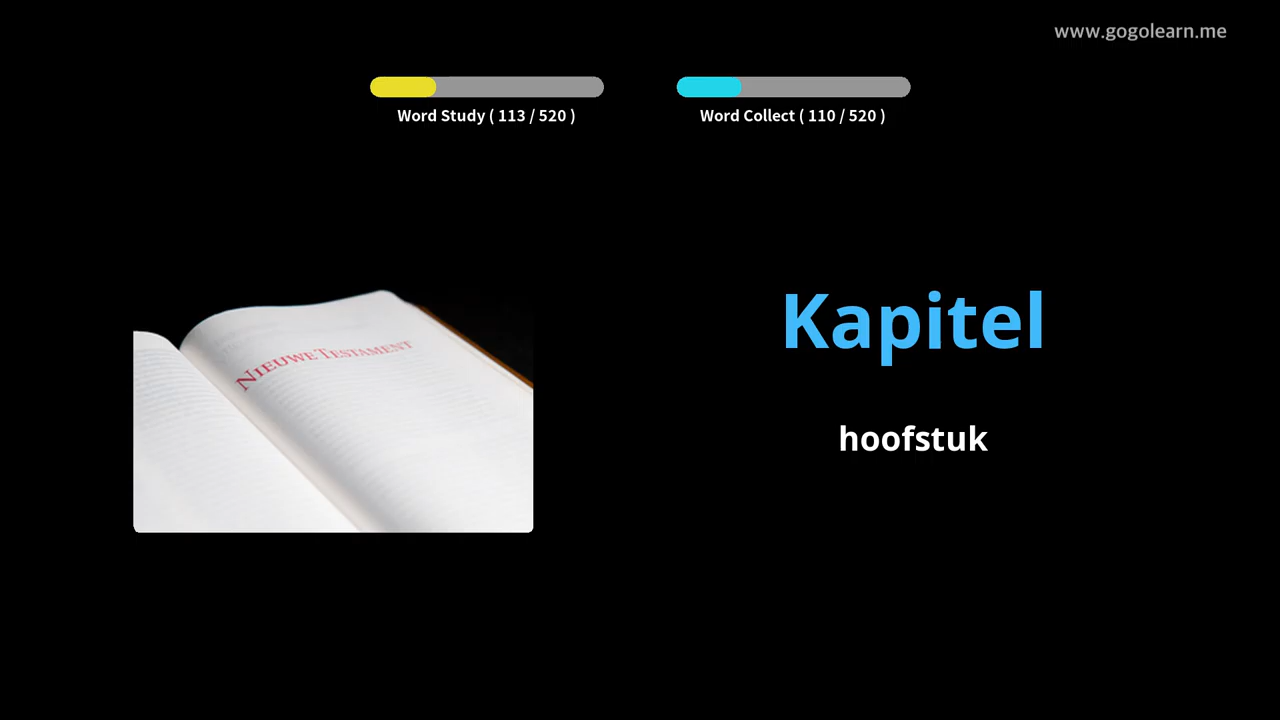 www.gogolearn.me
Word Study ( 113 / 520 )
Word Collect ( 110 / 520 )
NIEUWE TESTAMENT
Kapitel
hoofstuk